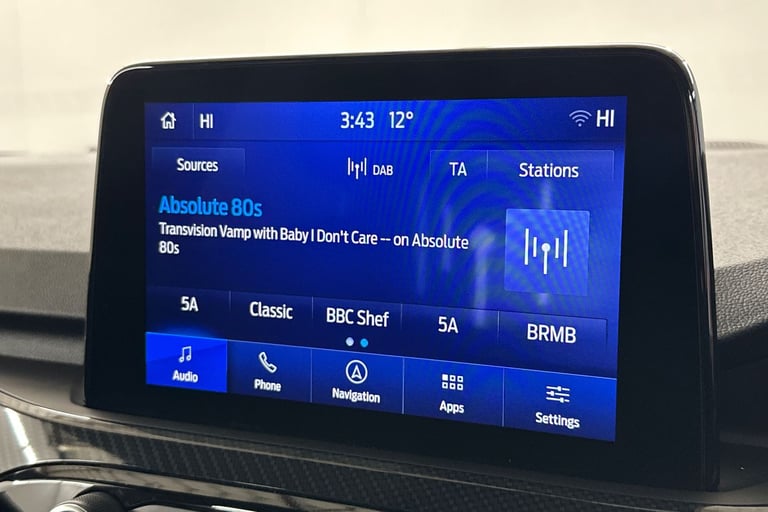 HI 3:43 12° HI
Sources DAB TA Stations
Absolute 80s
Transvision Vamp with Baby I Don't Care -- on Absolute
80s
5A Classic BBC Shef 5A BRMB
Audio Phone Navigation Apps Settings